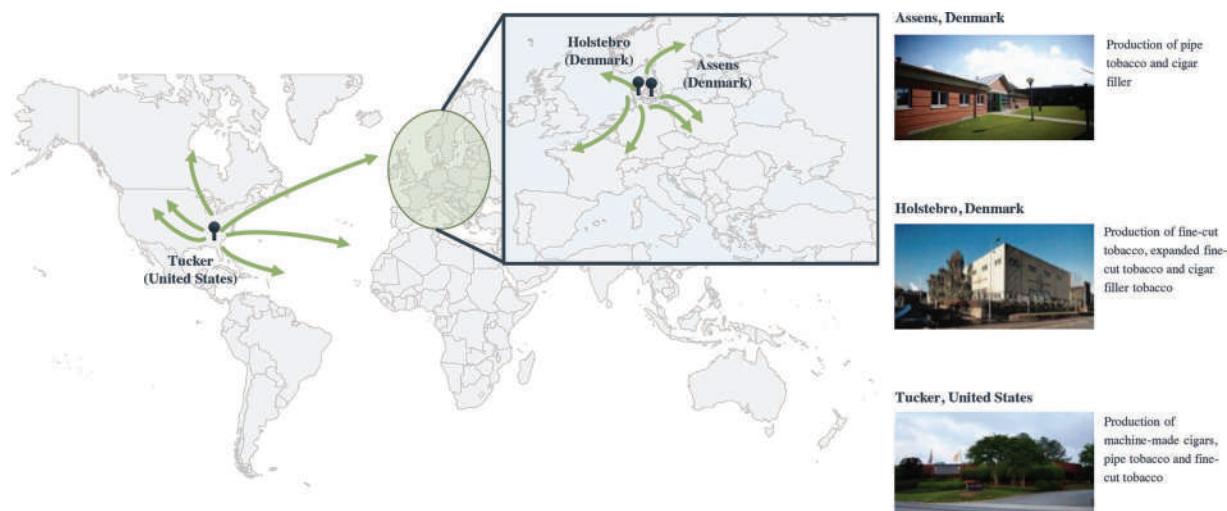 Holstebro
(Denmark)
Assens
(Denmark)
Tucker
(United States)
Assens, Denmark
Production of pipe
tobacco and cigar
filler
Holstebro, Denmark
Production of fine-cut
tobacco, expanded fine-
cut tobacco and cigar
filler tobacco
Tucker, United States
Production of
machine-made cigars,
pipe tobacco and fine-
cut tobacco